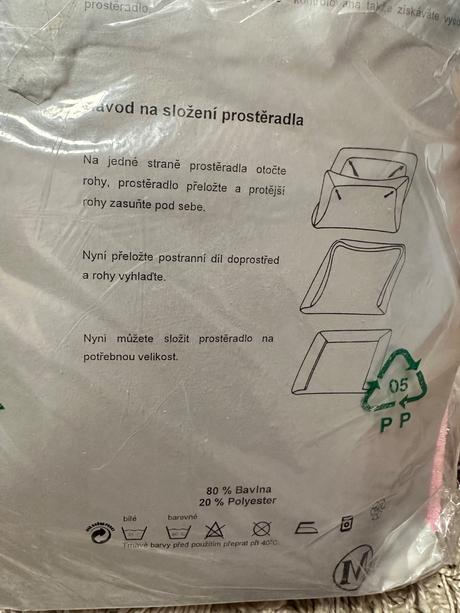 prostěradlo
získáváte
návod na složení prostěradla
Na jedné straně prostěradla otočte
rohy, prostěradlo přeložte a protější
rohy zasuňte pod sebe.
Nyní přeložte postranní díl doprostřed
a rohy vyhlaďte.
Nyní můžete složit prostěradlo na
potřebnou velikost.
05
PP
80 % Bavlna
20 % Polyester
bílé
barevné
Tmavé barvy před použitím přeprat při 40°C.
M